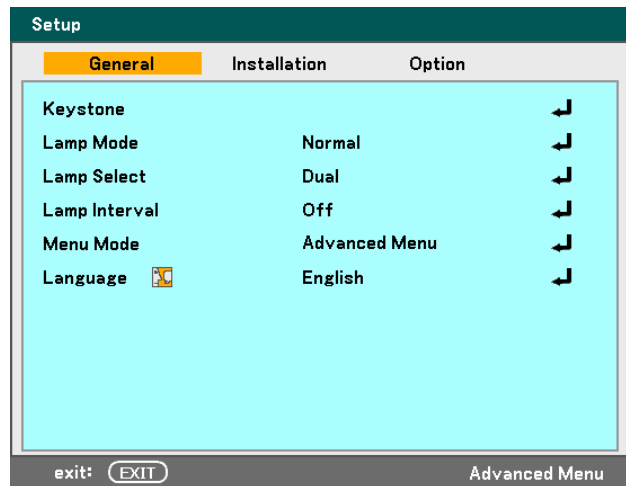 Setup
General Installation Option
Keystone
Lamp Mode Normal
Lamp Select Dual
Lamp Interval Off
Menu Mode Advanced Menu
Language English
exit: EXIT Advanced Menu